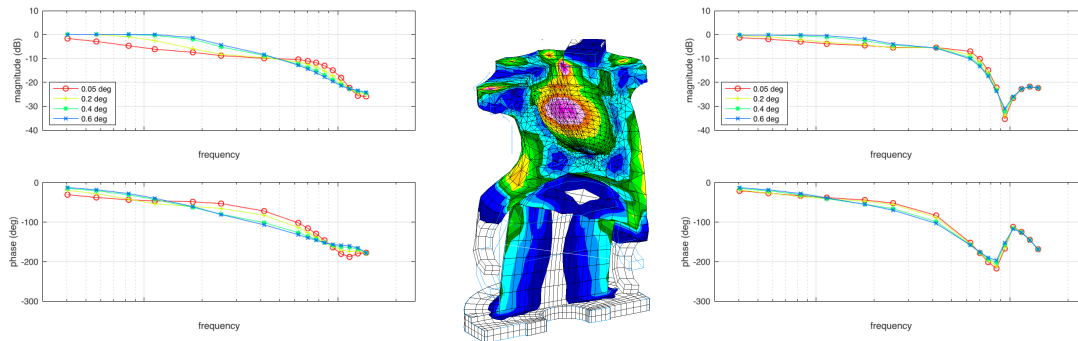 10
0
-10
-20
-30
-40
magnitude (dB)
0.05 deg
0.2 deg
0.4 deg
0.6 deg
frequency
0
-100
-200
-300
phase (deg)
frequency
10
0
-10
-20
-30
-40
magnitude (dB)
0.05 deg
0.2 deg
0.4 deg
0.6 deg
frequency
0
-100
-200
-300
phase (deg)
frequency